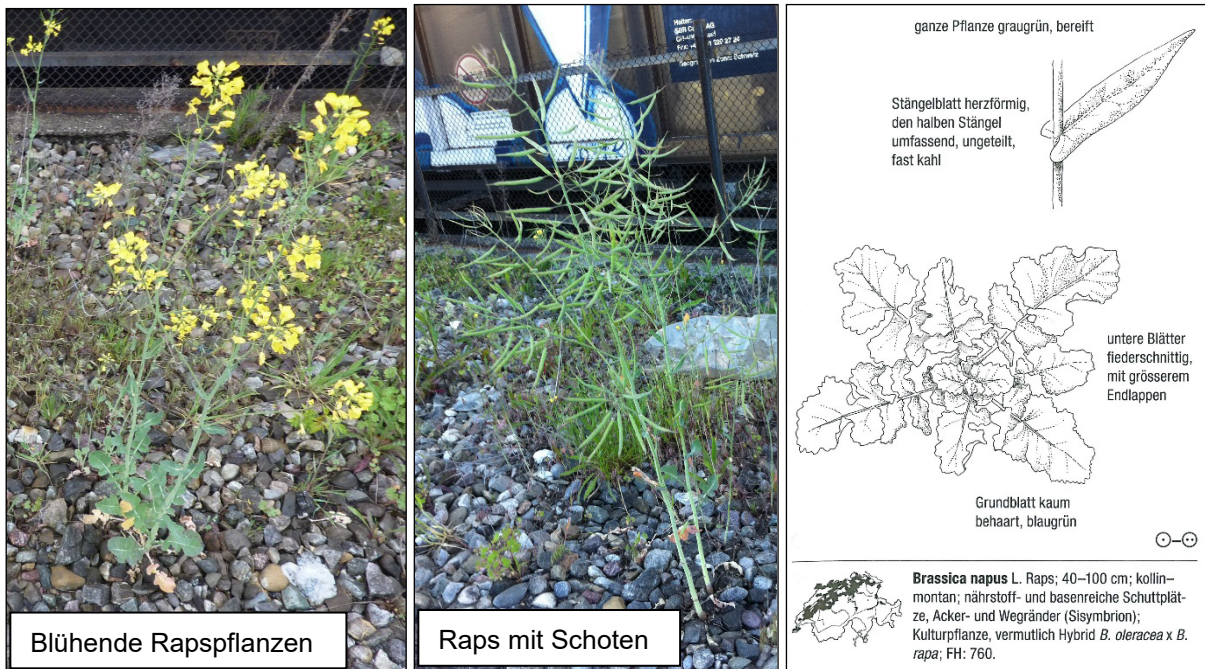 Blühende Rapspflanzen
Halter:
Raps mit Schoten
ganze Pflanze graugrün, bereift
Stängelblatt herzförmig,
den halben Stängel
umfassend, ungeteilt,
fast kahl
untere Blätter
fiederschnittig,
mit grösserem
Endlappen
Grundblatt kaum
behaart, blaugrün
Brassica napus L. Raps; 40–100 cm; kollin–
montan; nährstoff- und basenreiche Schuttplät-
ze, Acker- und Wegränder (Sisymbrion);
Kulturpflanze, vermutlich Hybrid B. oleracea x B.
rapa; FH: 760.